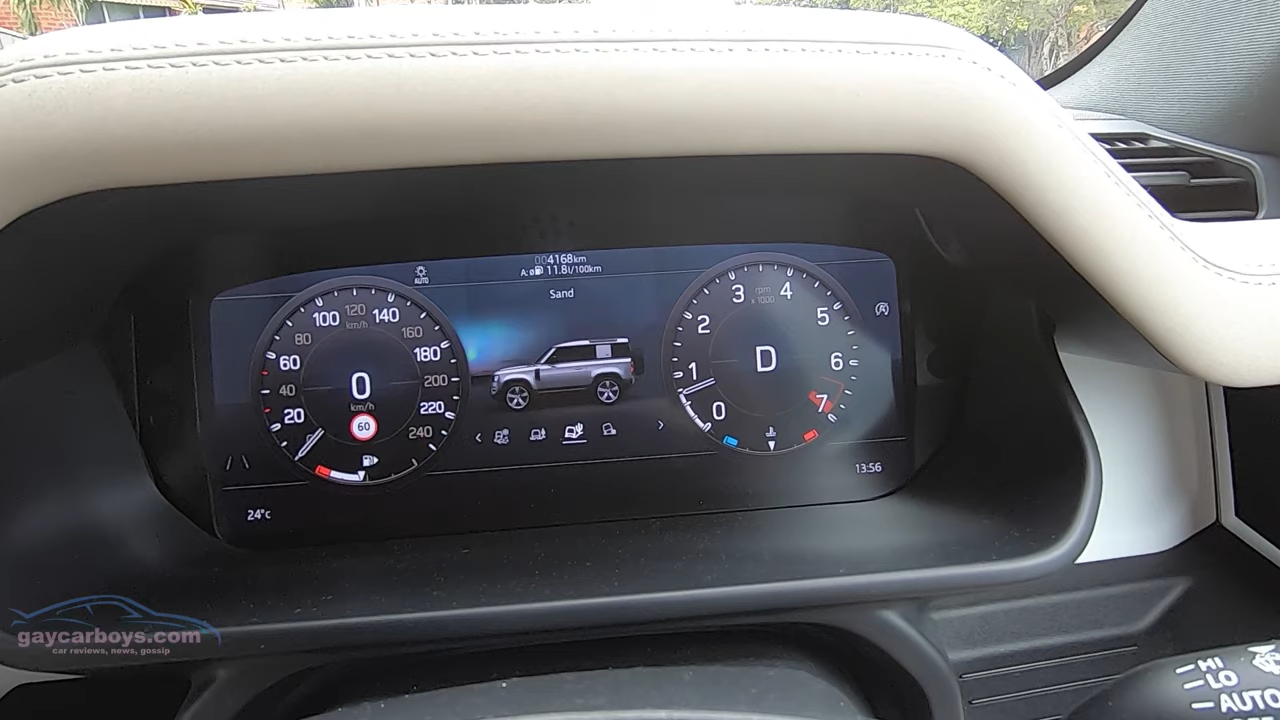 004168km
A:ø 11.8l/100km
AUTO
Sand
20
40
60
80
100
120
140
160
180
200
220
240
km/h
0
km/h
60
0
1
2
3
4
5
6
7
rpm
x 1000
D
13:56
24°c
gaycarboys.com
car reviews, news, gossip
HI
LO
AUTO